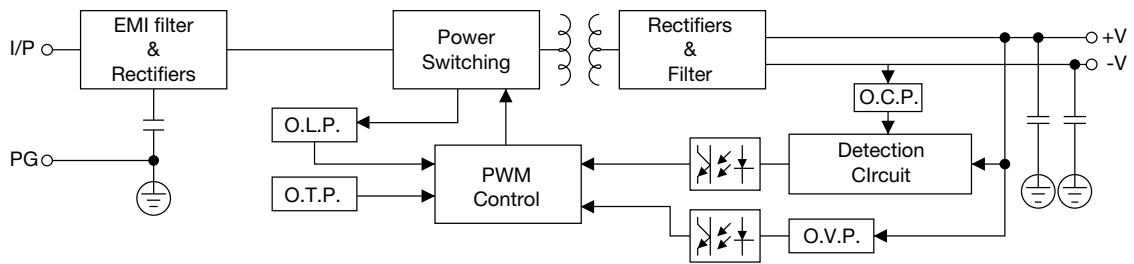 I/P
EMI filter
&
Rectifiers
Power
Switching
Rectifiers
&
Filter
+V
-V
O.C.P.
O.L.P.
PG
PWM
Control
Detection
CIrcuit
O.T.P.
O.V.P.